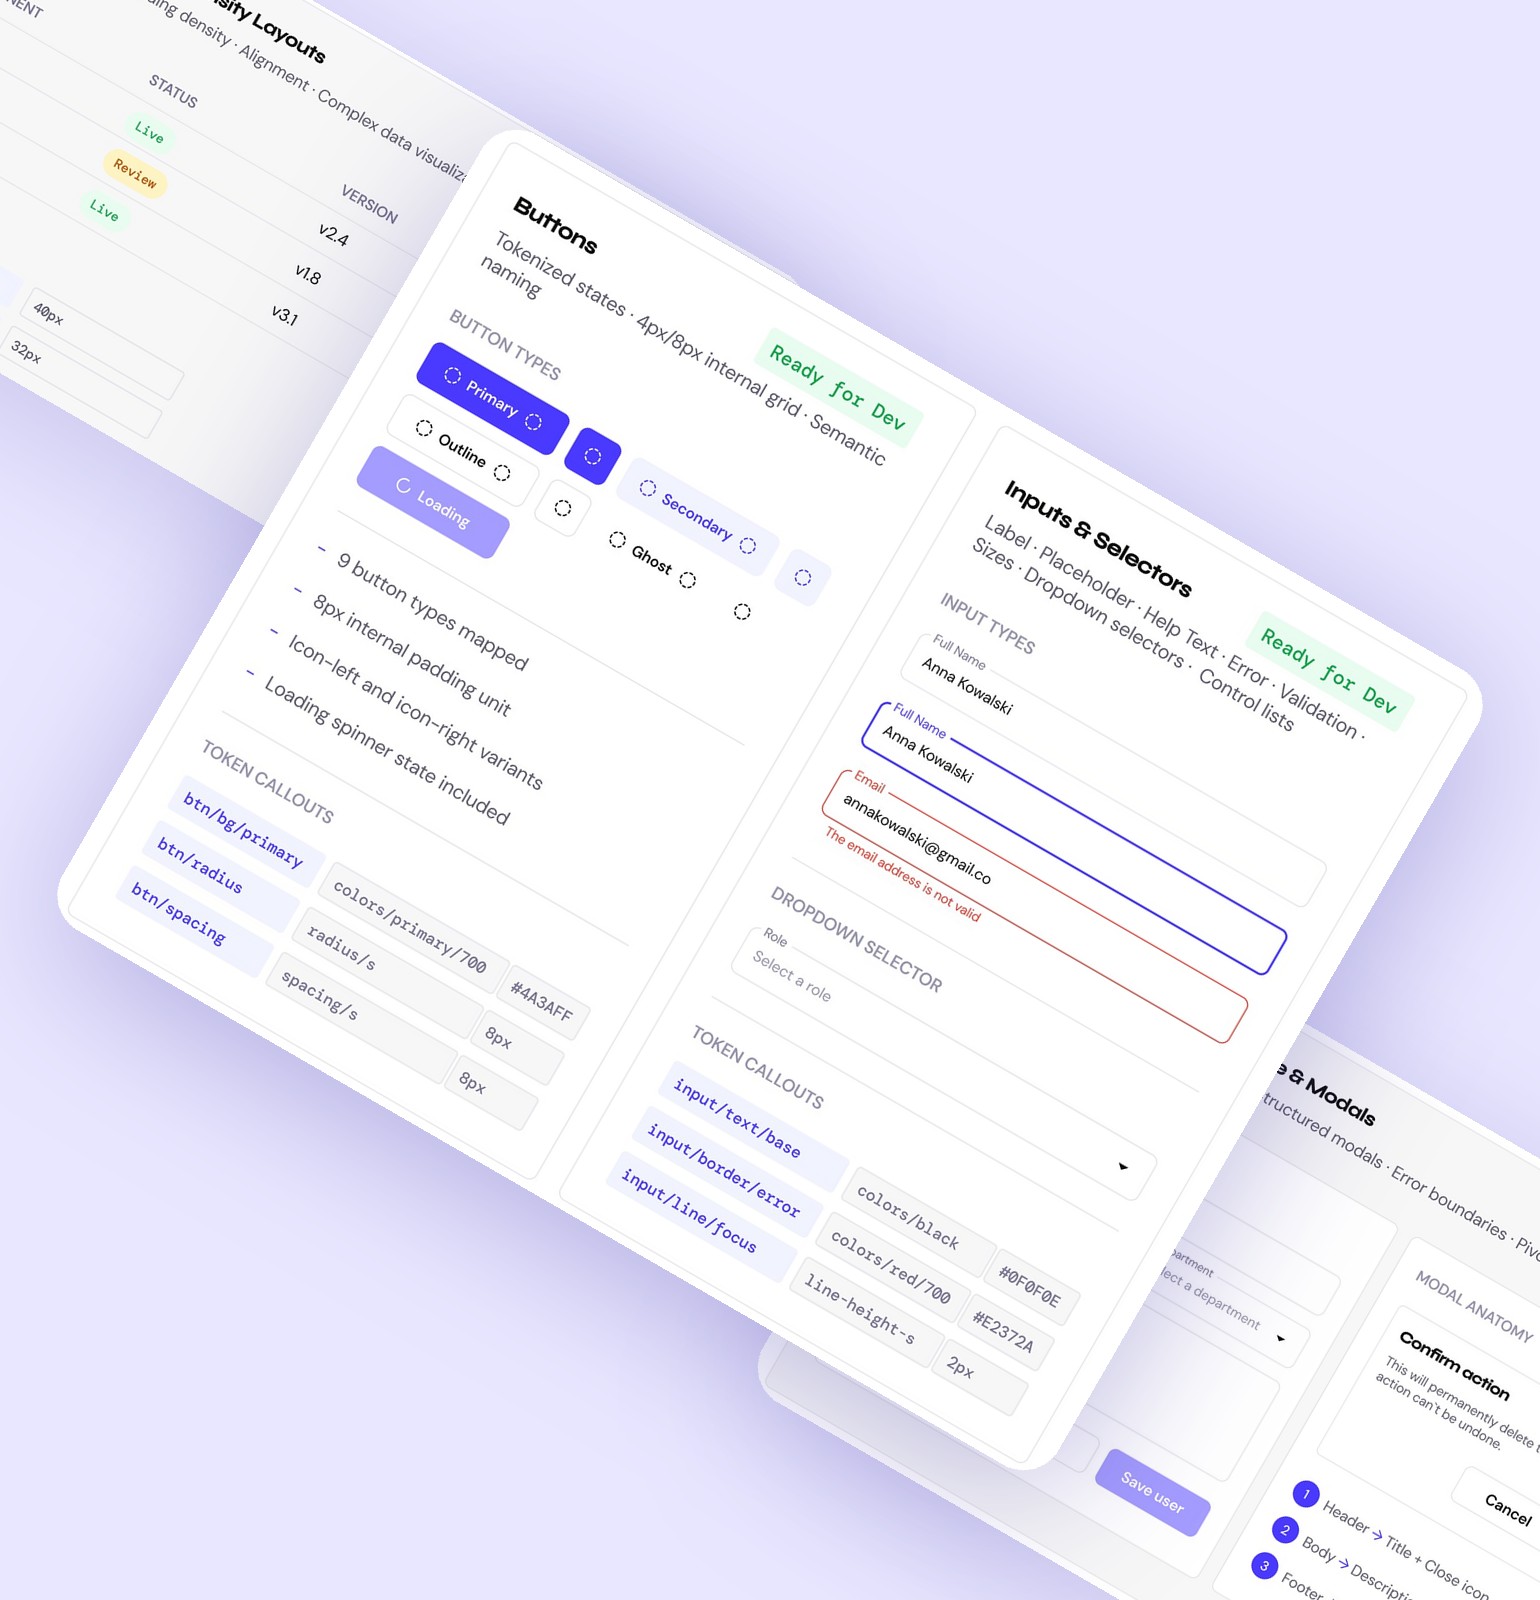 Layouts
density · Alignment · Complex data
STATUS
VERSION
Live
v2.4
Review
v1.8
Live
v3.1
40px
32px
Buttons
Tokenized states · 4px/8px internal grid · Semantic
naming
Ready for Dev
BUTTON TYPES
Primary
Secondary
Outline
Ghost
Loading
- 9 button types mapped
- 8px internal padding unit
- Icon-left and icon-right variants
- Loading spinner state included
TOKEN CALLOUTS
btn/bg/primary
colors/primary/700
#4A3AFF
btn/radius
radius/s
8px
btn/spacing
spacing/s
8px
Inputs & Selectors
Label · Placeholder · Help Text · Error · Validation ·
Sizes · Dropdown selectors · Control lists
Ready for Dev
INPUT TYPES
Full Name
Anna Kowalski
Full Name
Anna Kowalski
Email
annakowalski@gmail.co
The email address is not valid
DROPDOWN SELECTOR
Role
Select a role
TOKEN CALLOUTS
input/text/base
colors/black
#0F0F0E
input/border/error
colors/red/700
#E2372A
input/line/focus
line-height-s
2px
& Modals
modals · Error boundaries ·
a department
Save user
MODAL ANATOMY
Confirm action
This will permanently delete
action can't be undone.
Cancel
1 Header → Title + Close icon
2 Body →
3 Footer